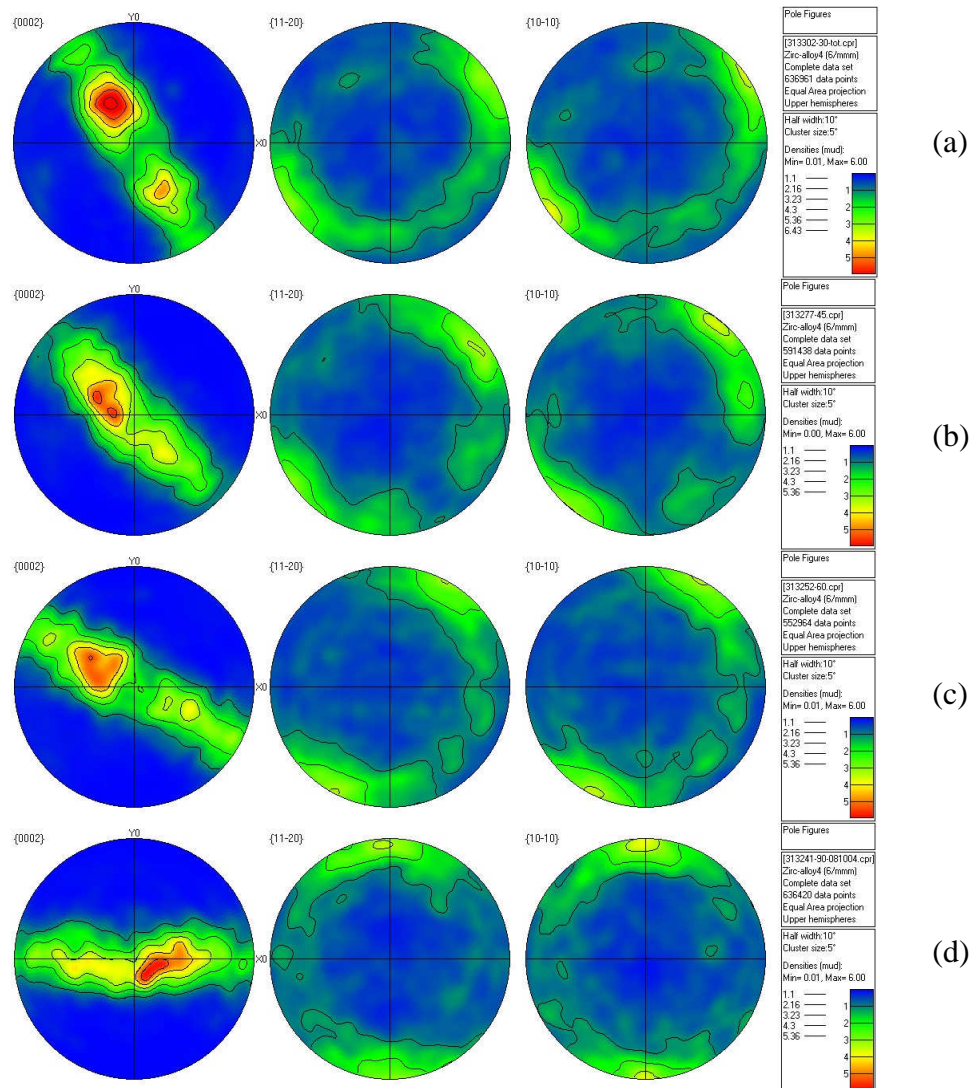 {0002} Y0 {11-20} {10-10}
X0
Pole Figures
[313302-30-tot.cpr]
Zirc-alloy4 (6/mmm)
Complete data set
636961 data points
Equal Area projection
Upper hemispheres
Half width:10°
Cluster size:5°
Densities (mud):
Min= 0.01, Max= 6.00
1.1
2.16
3.23
4.3
5.36
6.43
1
2
3
4
5
(a)
{0002} Y0 {11-20} {10-10}
X0
Pole Figures
[313277-45.cpr]
Zirc-alloy4 (6/mmm)
Complete data set
591438 data points
Equal Area projection
Upper hemispheres
Half width:10°
Cluster size:5°
Densities (mud):
Min= 0.00, Max= 6.00
1.1
2.16
3.23
4.3
5.36
1
2
3
4
5
(b)
{0002} Y0 {11-20} {10-10}
X0
Pole Figures
[313252-60.cpr]
Zirc-alloy4 (6/mmm)
Complete data set
552964 data points
Equal Area projection
Upper hemispheres
Half width:10°
Cluster size:5°
Densities (mud):
Min= 0.01, Max= 6.00
1.1
2.16
3.23
4.3
5.36
1
2
3
4
5
(c)
{0002} Y0 {11-20} {10-10}
X0
Pole Figures
[313241-90-081004.cpr]
Zirc-alloy4 (6/mmm)
Complete data set
636420 data points
Equal Area projection
Upper hemispheres
Half width:10°
Cluster size:5°
Densities (mud):
Min= 0.01, Max= 6.00
1.1
2.16
3.23
4.3
5.36
1
2
3
4
5
(d)